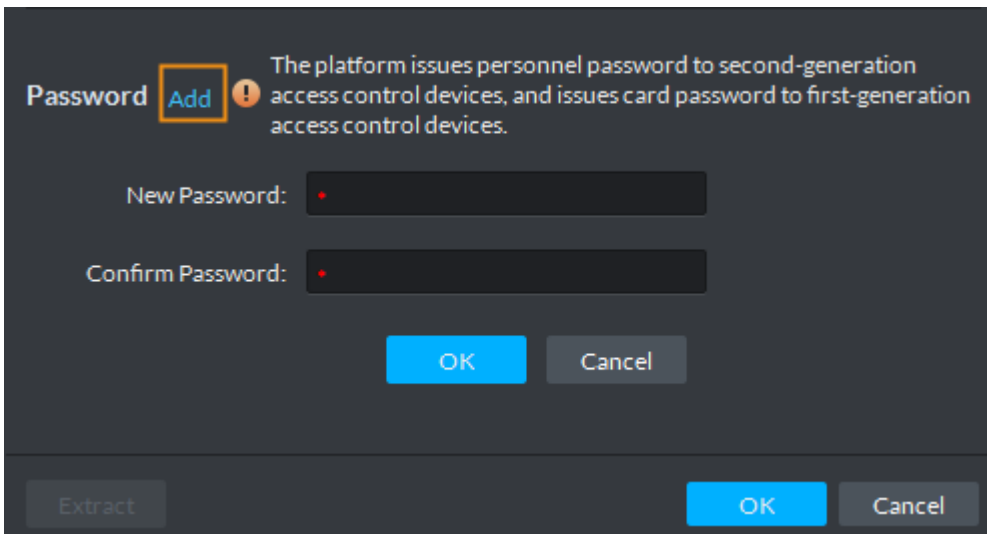 The platform issues personnel password to second-generation
Password Add ! access control devices, and issues card password to first-generation
access control devices.
New Password:
Confirm Password:
OK Cancel
Extract OK Cancel